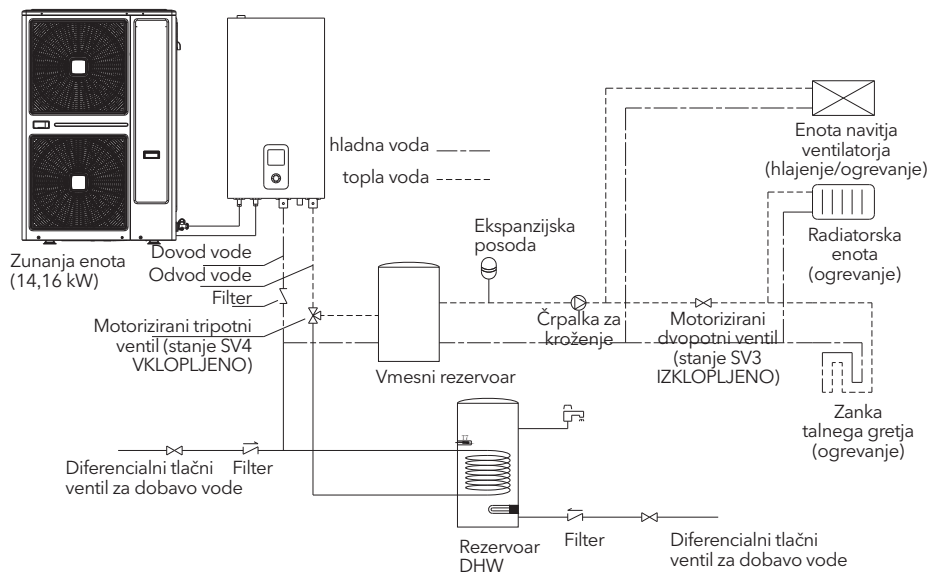 hladna voda
topla voda
Enota navitja
ventilatorja
(hlajenje/ogrevanje)
Zunanja enota
(14,16 kW)
Dovod vode
Odvod vode
Filter
Ekspanzijska
posoda
Radiatorska
enota
(ogrevanje)
Motorizirani tripotni
ventil (stanje SV4
VKLOPLJENO)
Vmesni rezervoar
Črpalka za
kroženje
Motorizirani
dvopotni ventil
(stanje SV3
IZKLOPLJENO)
Zanka
talnega gretja
(ogrevanje)
Diferencialni tlačni
ventil za dobavo vode
Filter
Rezervoar
DHW
Filter
Diferencialni tlačni
ventil za dobavo vode